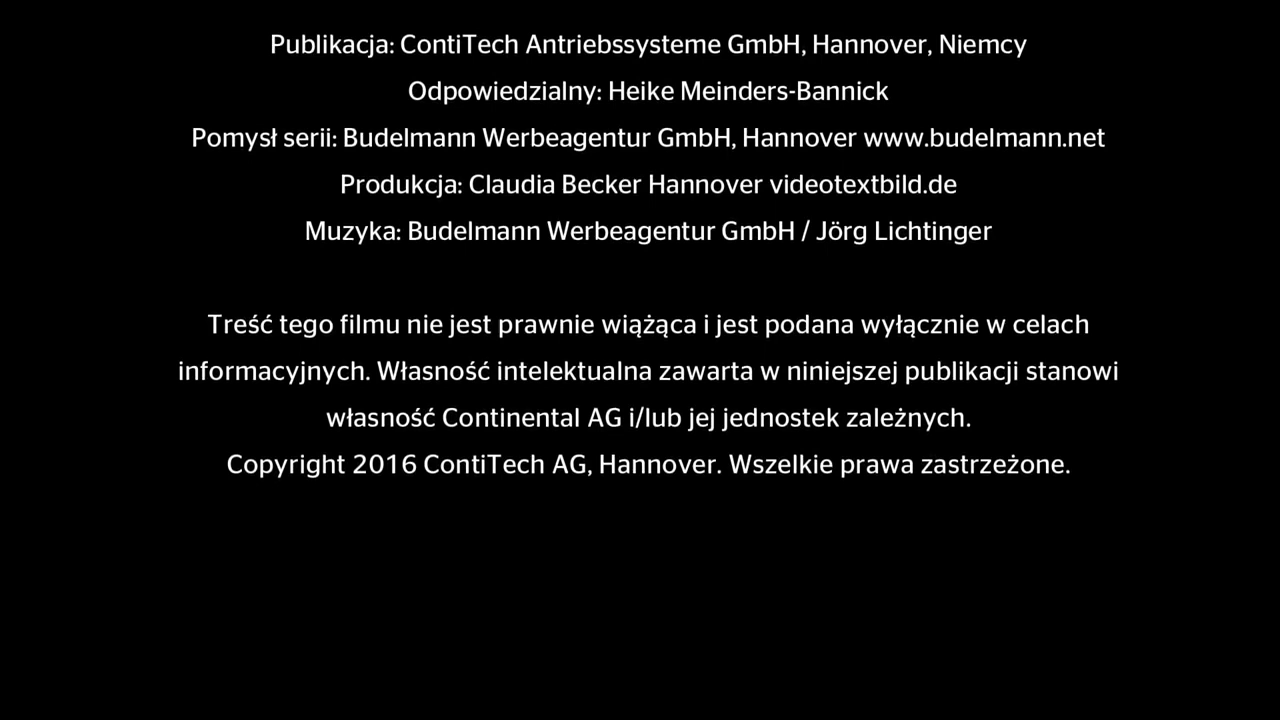 Publikacja: ContiTech Antriebssysteme GmbH, Hannover, Niemcy
Odpowiedzialny: Heike Meinders-Bannick
Pomysł serii: Budelmann Werbeagentur GmbH, Hannover www.budelmann.net
Produkcja: Claudia Becker Hannover videotextbild.de
Muzyka: Budelmann Werbeagentur GmbH / Jörg Lichtinger
Treść tego filmu nie jest prawnie wiążąca i jest podana wyłącznie w celach
informacyjnych. Własność intelektualna zawarta w niniejszej publikacji stanowi
własność Continental AG i/lub jej jednostek zależnych.
Copyright 2016 ContiTech AG, Hannover. Wszelkie prawa zastrzeżone.